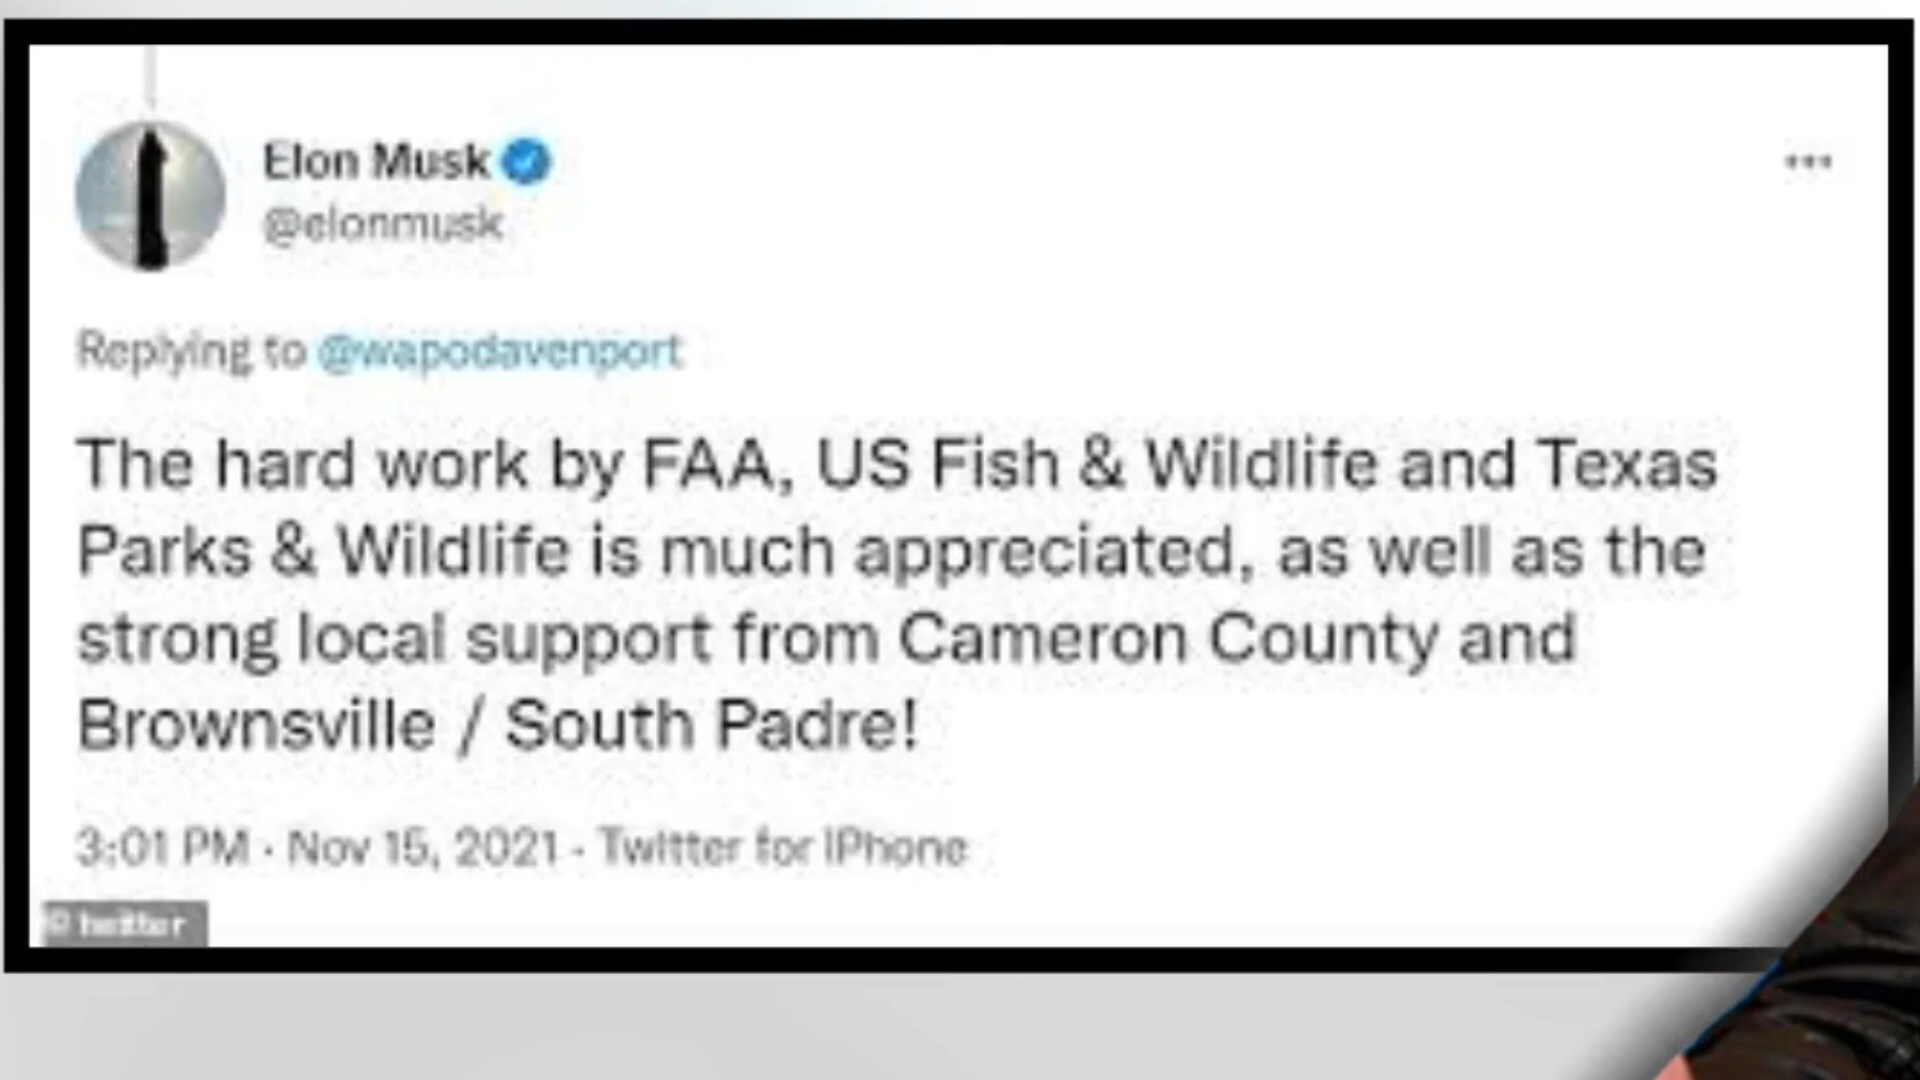 Elon Musk
@elonmusk
Replying to @wapodavenport
The hard work by FAA, US Fish & Wildlife and Texas
Parks & Wildlife is much appreciated, as well as the
strong local support from Cameron County and
Brownsville / South Padre!
3:01 PM · Nov 15, 2021 · Twitter for iPhone
© twitter